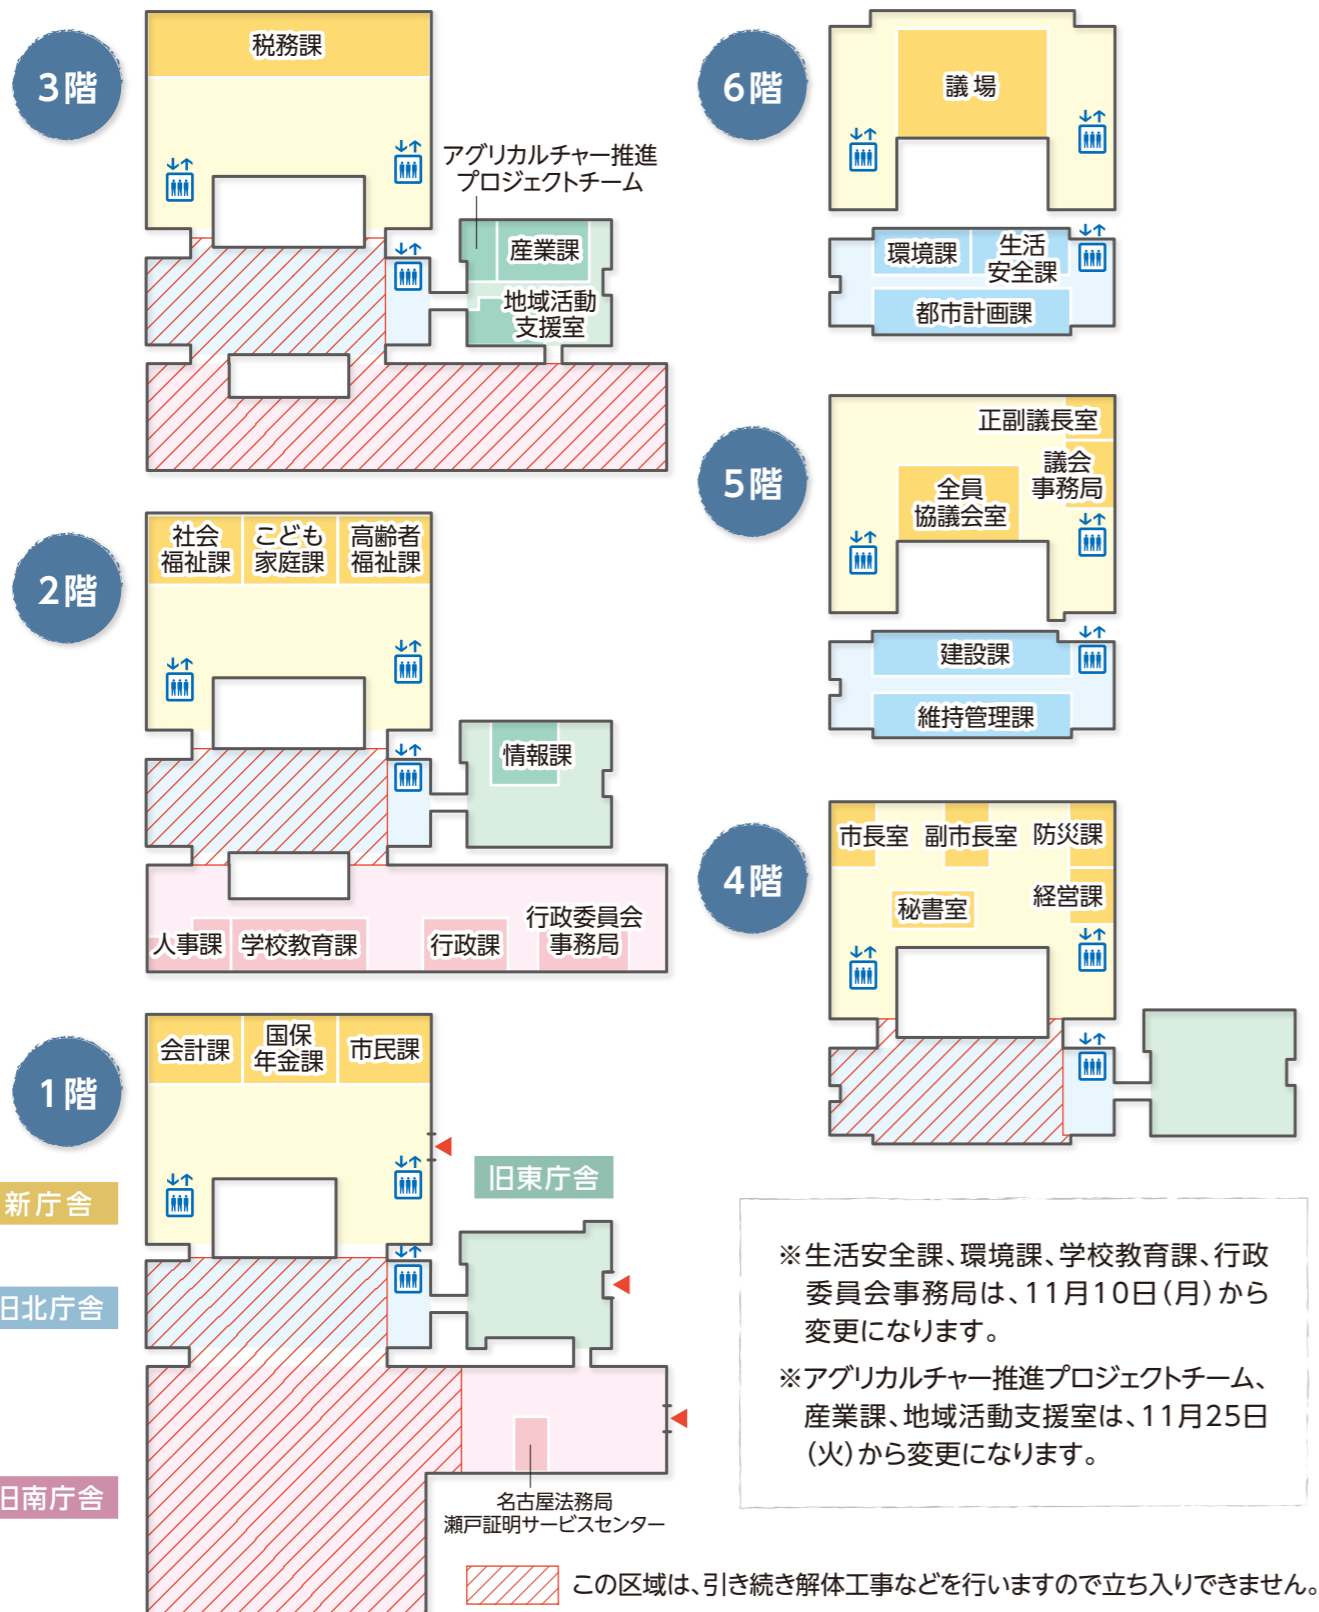 3階
税務課
アグリカルチャー推進
プロジェクトチーム
産業課
地域活動
支援室
2階
社会
福祉課
こども
家庭課
高齢者
福祉課
情報課
人事課
学校教育課
行政課
行政委員会
事務局
1階
会計課
国保
年金課
市民課
新庁舎
旧東庁舎
旧北庁舎
旧南庁舎
名古屋法務局
瀬戸証明サービスセンター
6階
議場
環境課
生活
安全課
都市計画課
5階
正副議長室
議会
事務局
全員
協議会室
建設課
維持管理課
4階
市長室
副市長室
防災課
秘書室
経営課
※生活安全課、環境課、学校教育課、行政
委員会事務局は、11月10日(月)から
変更になります。
※アグリカルチャー推進プロジェクトチーム、
産業課、地域活動支援室は、11月25日
(火)から変更になります。
この区域は、引き続き解体工事などを行いますので立ち入りできません。